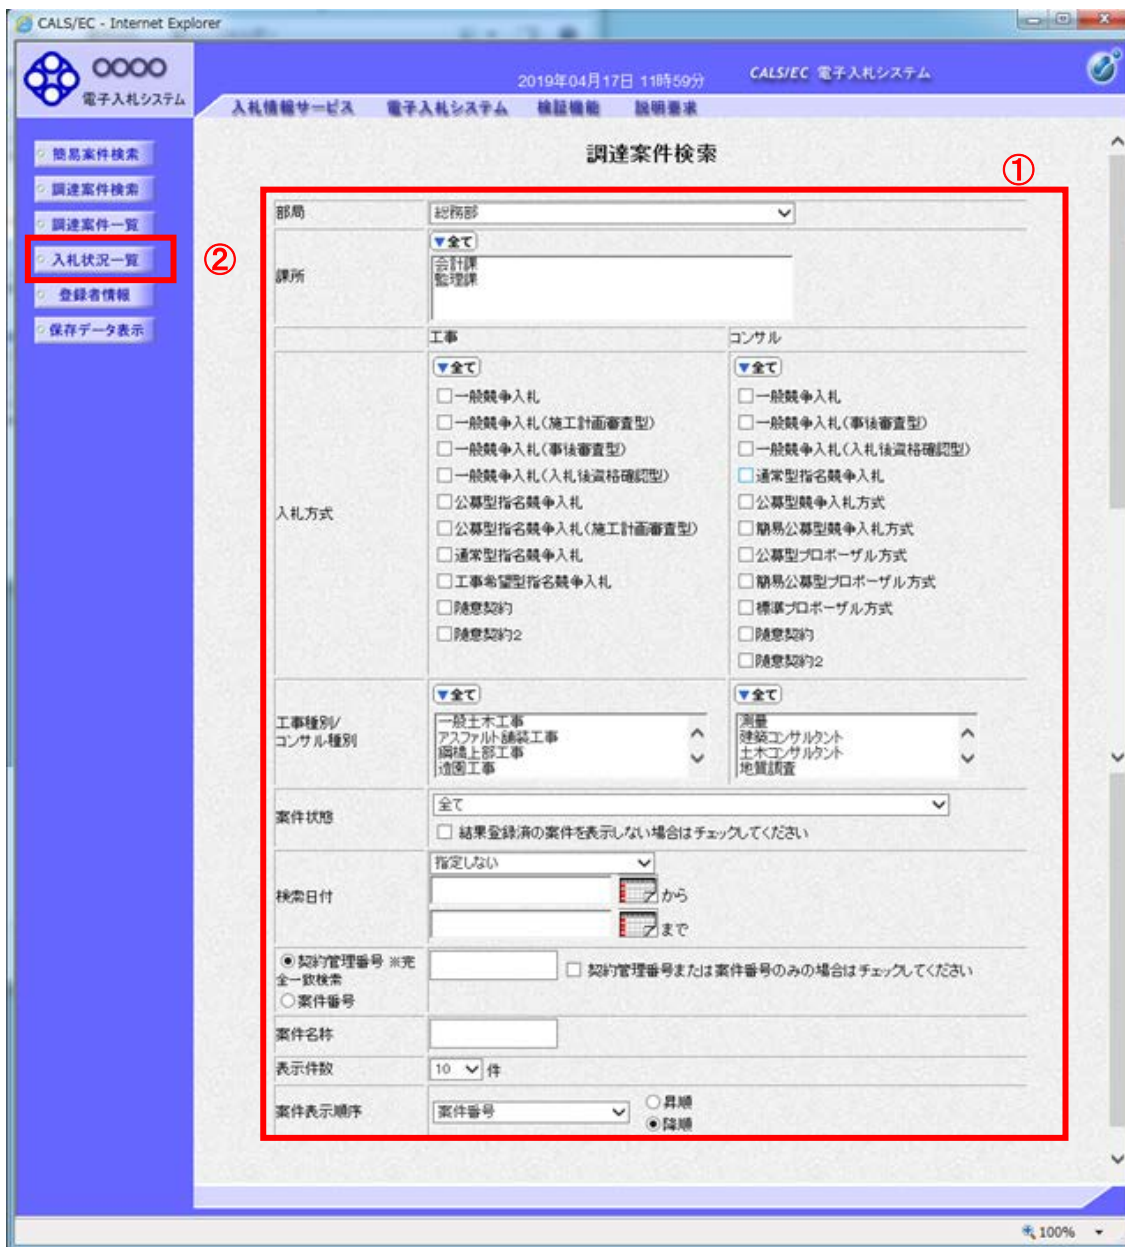 CALS/EC - Internet Explorer
○○○○
電子入札システム
2019年04月17日 11時59分
CALS/EC 電子入札システム
入札情報サービス 電子入札システム 検証機能 説明要求
簡易案件検索
調達案件検索
調達案件一覧
入札状況一覧
登録者情報
保存データ表示
②
調達案件検索
①
部局 総務部
▼全て
課所
会計課
監理課
工事 コンサル
入札方式
▼全て ▼全て
一般競争入札 一般競争入札
一般競争入札(施工計画審査型) 一般競争入札(事後審査型)
一般競争入札(事後審査型) 一般競争入札(入札後資格確認型)
一般競争入札(入札後資格確認型) 通常型指名競争入札
公募型指名競争入札 公募型競争入札方式
公募型指名競争入札(施工計画審査型) 簡易公募型競争入札方式
通常型指名競争入札 公募型プロポーザル方式
工事希望型指名競争入札 簡易公募型プロポーザル方式
随意契約 標準プロポーザル方式
随意契約2 随意契約
随意契約2
工事種別/
コンサル種別
▼全て ▼全て
一般土木工事 測量
アスファルト舗装工事 建築コンサルタント
鋼橋上部工事 土木コンサルタント
造園工事 地質調査
案件状態 全て
結果登録済の案件を表示しない場合はチェックしてください
検索日付
指定しない
から
まで
契約管理番号 ※完
全一致検索
案件番号
契約管理番号または案件番号のみの場合はチェックしてください
案件名称
表示件数 10 件
案件表示順序 案件番号
昇順
降順
100%